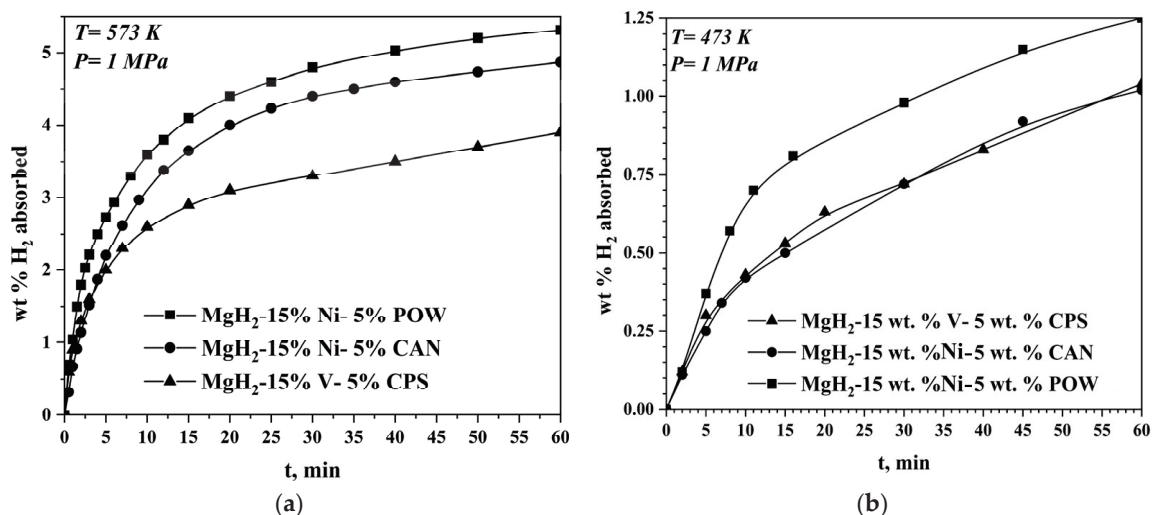 T= 573 K
P= 1 MPa
wt % H₂ absorbed
5
4
3
2
1
0
MgH₂-15% Ni- 5% POW
MgH₂-15% Ni- 5% CAN
MgH₂-15% V- 5% CPS
0 5 10 15 20 25 30 35 40 45 50 55 60
t, min
(a)
T= 473 K
P= 1 MPa
wt % H₂ absorbed
1.25
1.00
0.75
0.50
0.25
0.00
MgH₂-15 wt. % V- 5 wt. % CPS
MgH₂-15 wt. %Ni-5 wt. % CAN
MgH₂-15 wt. %Ni-5 wt. % POW
0 5 10 15 20 25 30 35 40 45 50 55 60
t, min
(b)